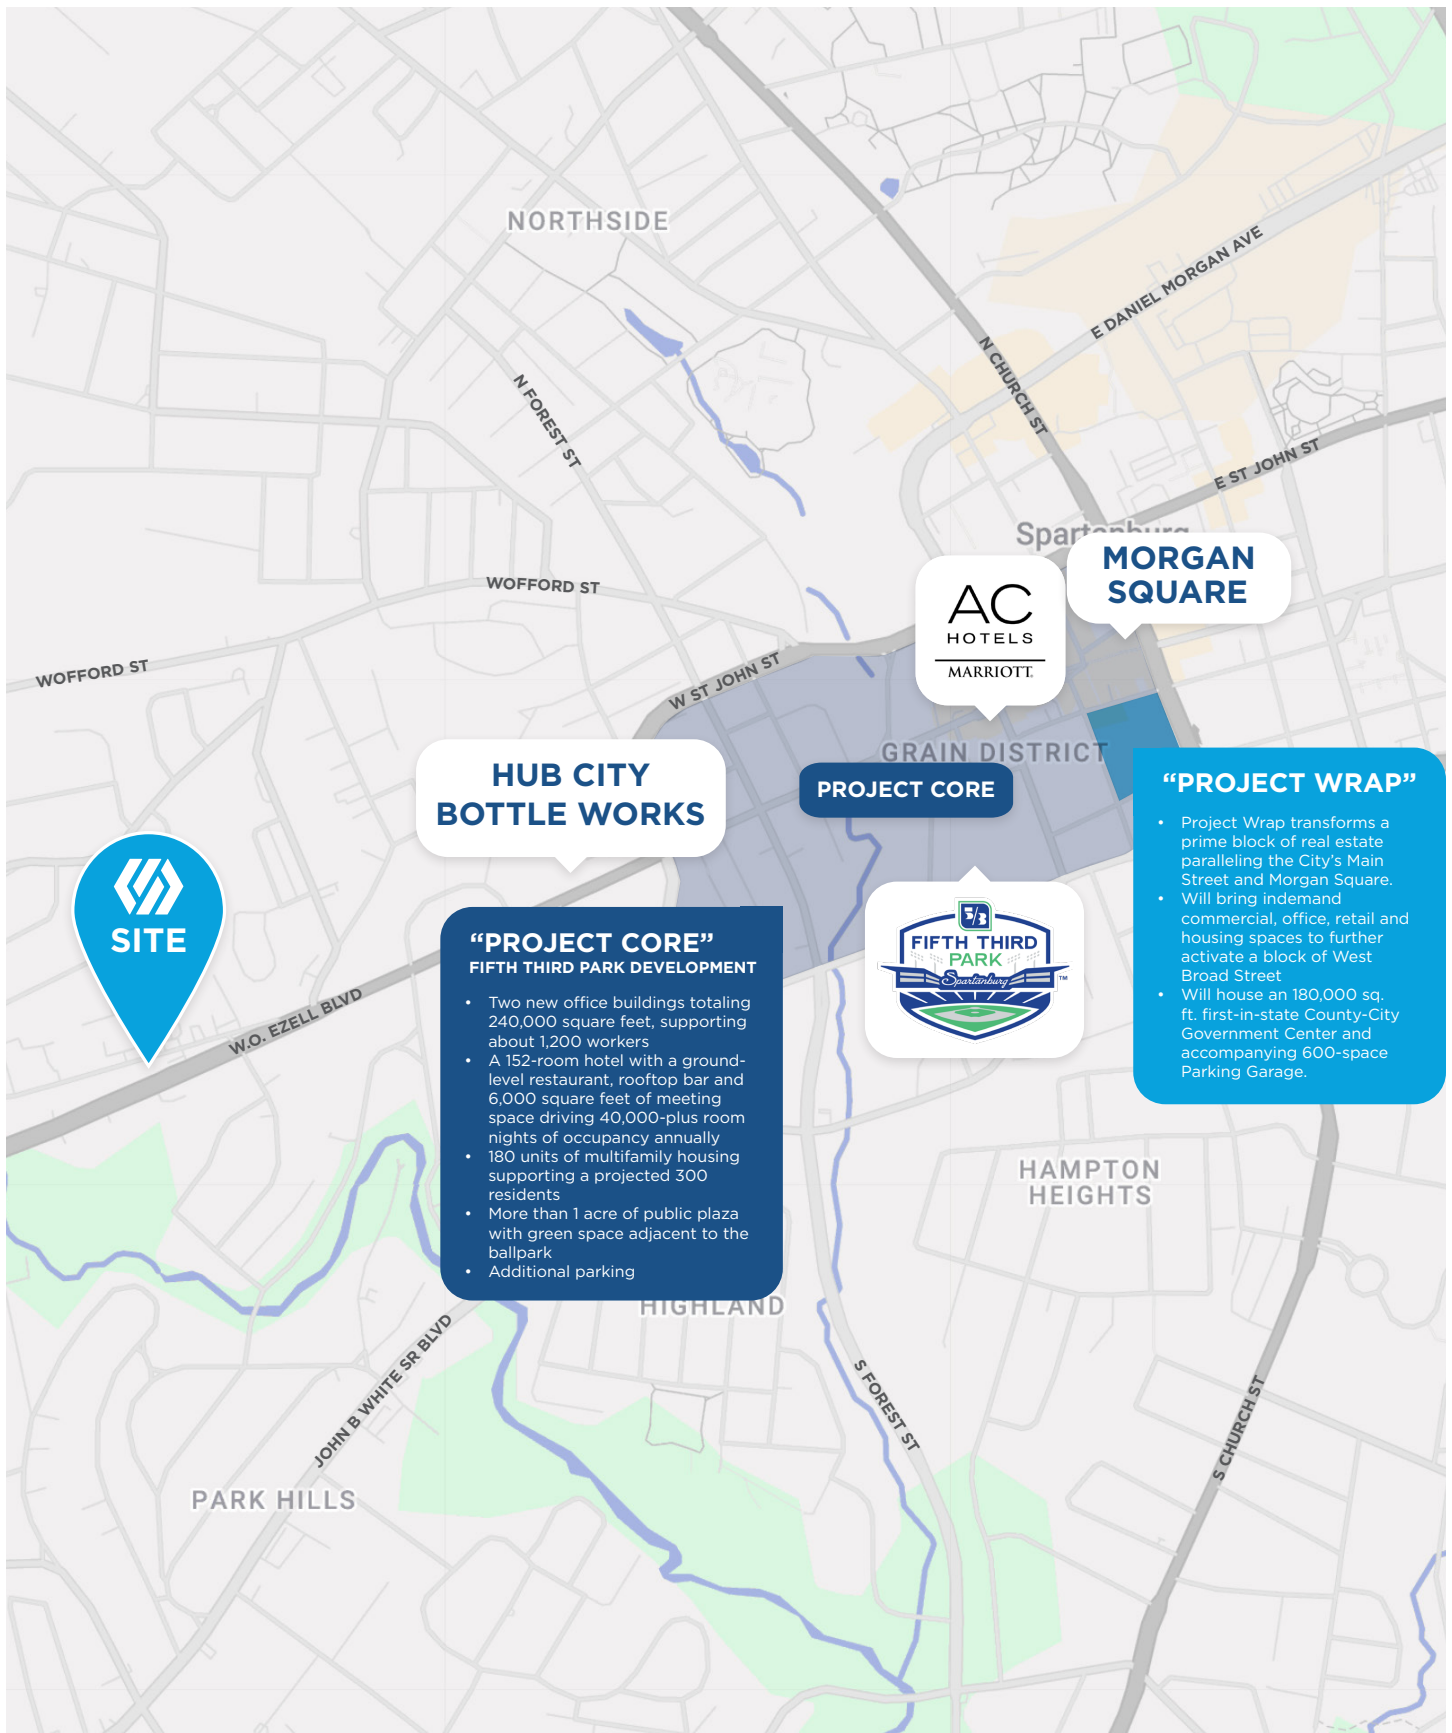 NORTHSIDE
E DANIEL MORGAN AVE
N CHURCH ST
N FOREST ST
E ST JOHN ST
Spartanburg
MORGAN
SQUARE
AC
HOTELS
MARRIOTT
WOFFORD ST
WOFFORD ST
W ST JOHN ST
GRAIN DISTRICT
HUB CITY
BOTTLE WORKS
PROJECT CORE
“PROJECT WRAP”
• Project Wrap transforms a
prime block of real estate
paralleling the City’s Main
Street and Morgan Square.
• Will bring indemand
commercial, office, retail and
housing spaces to further
activate a block of West
Broad Street
• Will house an 180,000 sq.
ft. first-in-state County-City
Government Center and
accompanying 600-space
Parking Garage.
SITE
5/3
FIFTH THIRD
PARK
Spartanburg
TM
W.O. EZELL BLVD
“PROJECT CORE”
FIFTH THIRD PARK DEVELOPMENT
• Two new office buildings totaling
240,000 square feet, supporting
about 1,200 workers
• A 152-room hotel with a ground-
level restaurant, rooftop bar and
6,000 square feet of meeting
space driving 40,000-plus room
nights of occupancy annually
• 180 units of multifamily housing
supporting a projected 300
residents
• More than 1 acre of public plaza
with green space adjacent to the
ballpark
• Additional parking
HAMPTON
HEIGHTS
HIGHLAND
JOHN B WHITE SR BLVD
S FOREST ST
S CHURCH ST
PARK HILLS